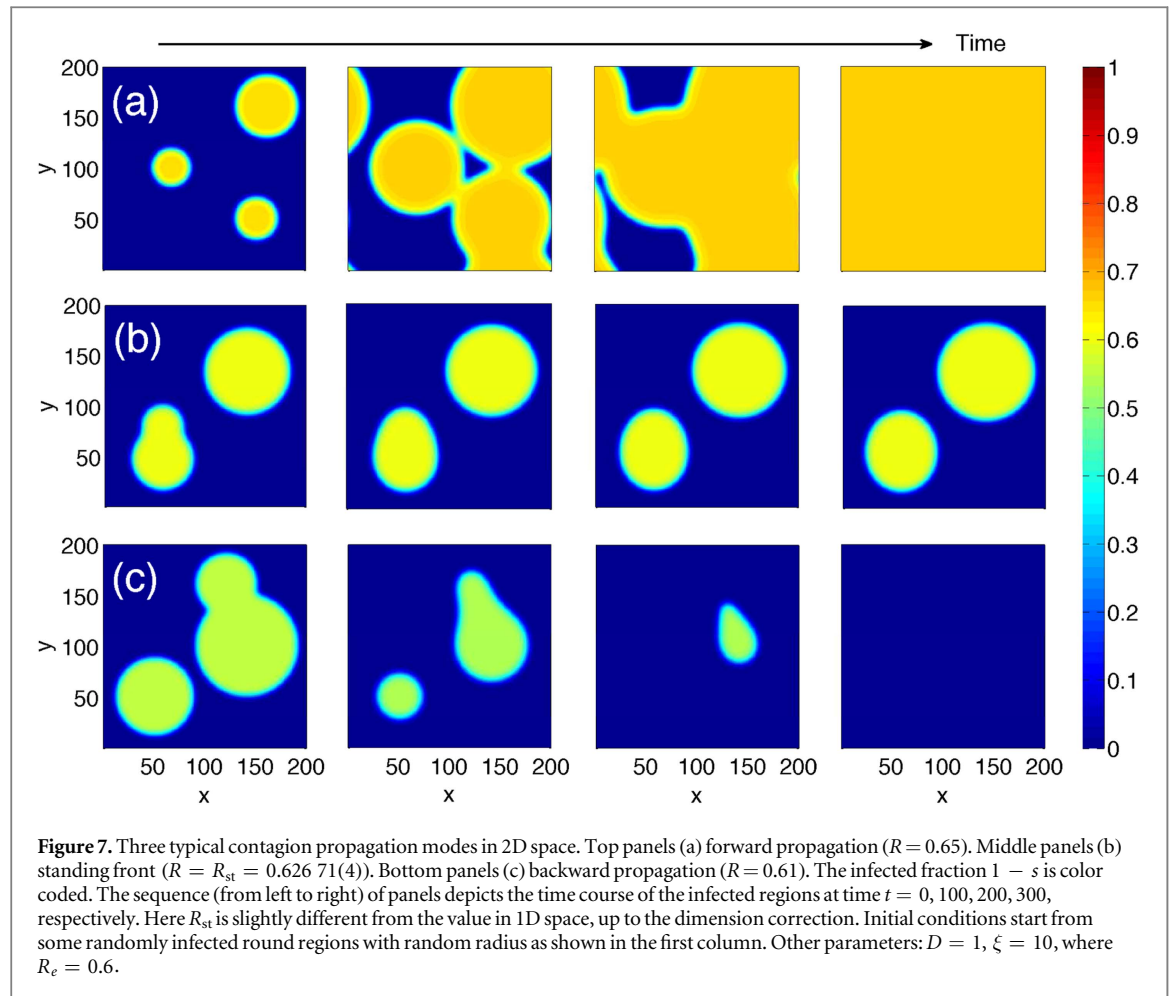 Time
200
150
100
50
y
(a)
1
0.9
0.8
0.7
0.6
0.5
0.4
0.3
0.2
0.1
0
200
150
100
50
y
(b)
200
150
100
50
y
(c)
50 100 150 200 50 100 150 200 50 100 150 200 50 100 150 200
x x x x
Figure 7. Three typical contagion propagation modes in 2D space. Top panels (a) forward propagation (R = 0.65). Middle panels (b)
standing front (R = Rst = 0.626 71(4)). Bottom panels (c) backward propagation (R = 0.61). The infected fraction 1 − s is color
coded. The sequence (from left to right) of panels depicts the time course of the infected regions at time t = 0, 100, 200, 300,
respectively. Here Rst is slightly different from the value in 1D space, up to the dimension correction. Initial conditions start from
some randomly infected round regions with random radius as shown in the first column. Other parameters: D = 1, ξ = 10, where
Re = 0.6.